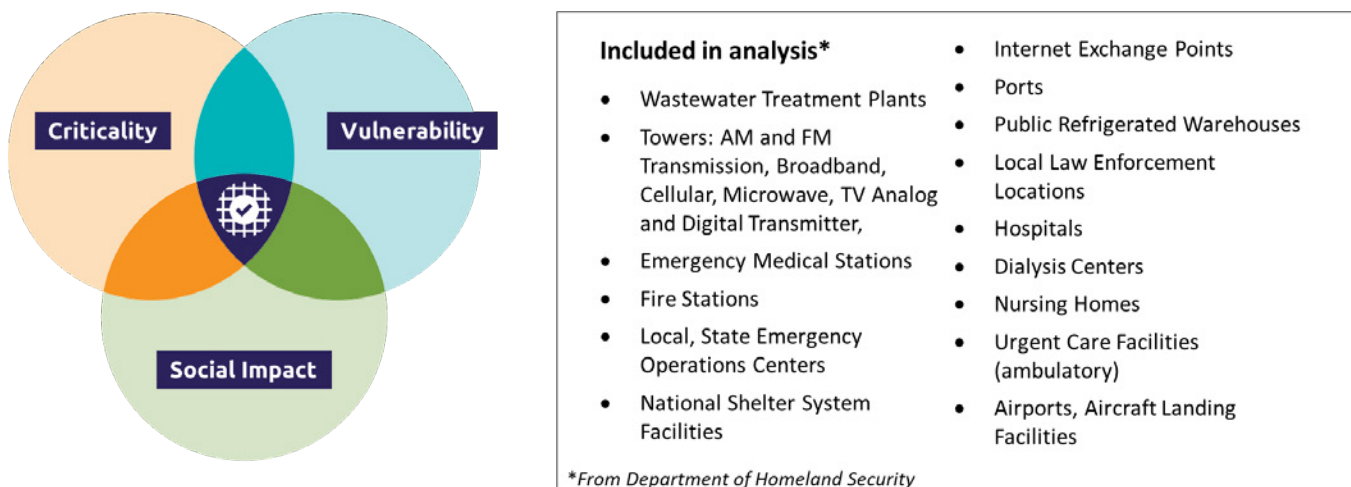 Criticality
Vulnerability
Social Impact
Included in analysis*
• Wastewater Treatment Plants
• Towers: AM and FM
Transmission, Broadband,
Cellular, Microwave, TV Analog
and Digital Transmitter,
• Emergency Medical Stations
• Fire Stations
• Local, State Emergency
Operations Centers
• National Shelter System
Facilities
• Internet Exchange Points
• Ports
• Public Refrigerated Warehouses
• Local Law Enforcement
Locations
• Hospitals
• Dialysis Centers
• Nursing Homes
• Urgent Care Facilities
(ambulatory)
• Airports, Aircraft Landing
Facilities
*From Department of Homeland Security